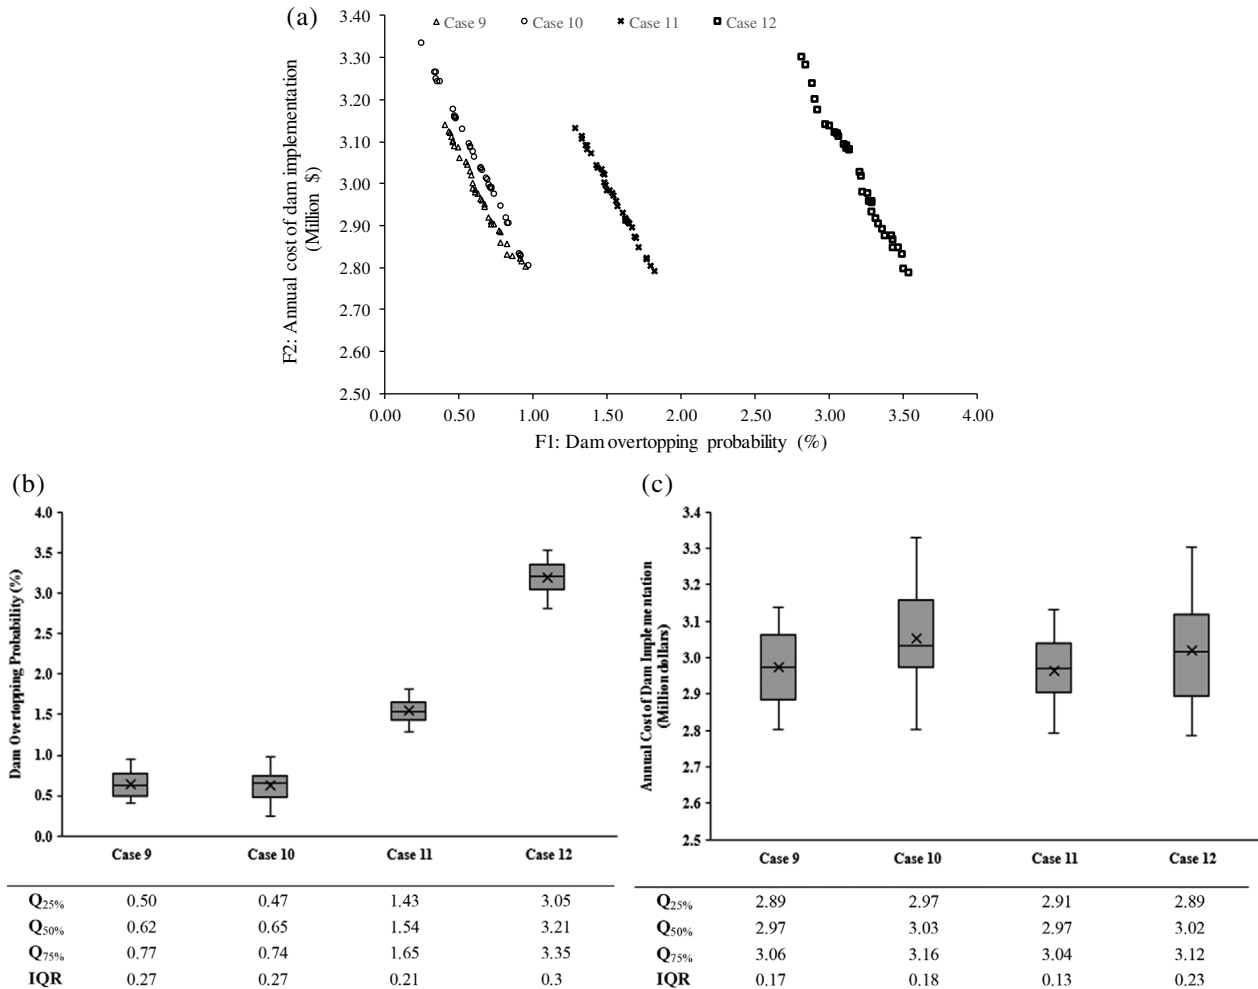 (a)
3.40
3.30
3.20
3.10
3.00
2.90
2.80
2.70
2.60
2.50
F2: Annual cost of dam implementation
(Million $)
Case 9 Case 10 Case 11 Case 12
0.00 0.50 1.00 1.50 2.00 2.50 3.00 3.50 4.00
F1: Dam overtopping probability (%)
(b)
4.0
3.5
3.0
2.5
2.0
1.5
1.0
0.5
0.0
Dam Overtopping Probability (%)
Case 9 Case 10 Case 11 Case 12
Q25% 0.50 0.47 1.43 3.05
Q50% 0.62 0.65 1.54 3.21
Q75% 0.77 0.74 1.65 3.35
IQR 0.27 0.27 0.21 0.3
(c)
3.4
3.3
3.2
3.1
3.0
2.9
2.8
2.7
2.6
2.5
Annual Cost of Dam Implementation
(Million dollars)
Case 9 Case 10 Case 11 Case 12
Q25% 2.89 2.97 2.91 2.89
Q50% 2.97 3.03 2.97 3.02
Q75% 3.06 3.16 3.04 3.12
IQR 0.17 0.18 0.13 0.23